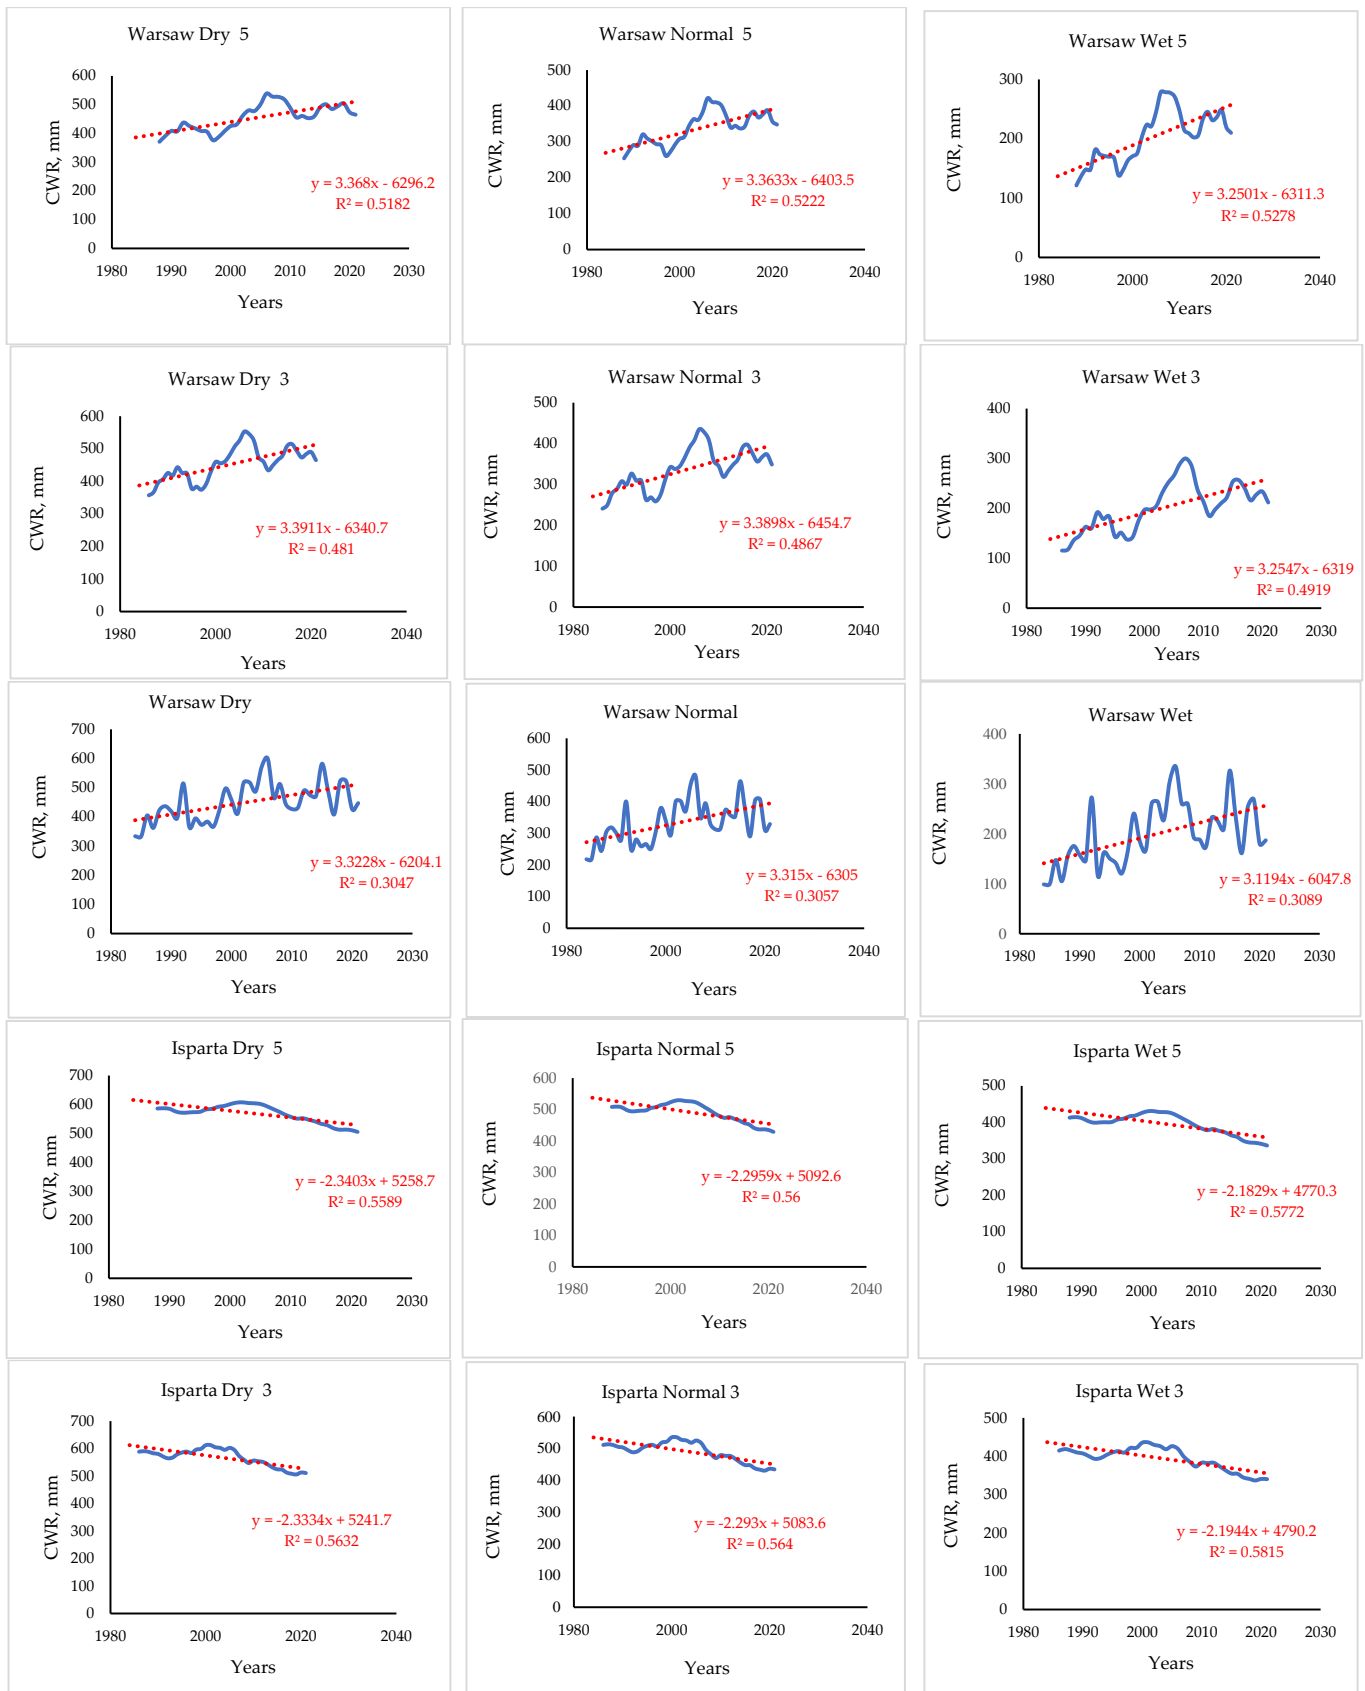 Warsaw Dry 5
CWR, mm
600
500
400
300
200
100
0
y = 3.368x - 6296.2
R² = 0.5182
1980 1990 2000 2010 2020 2030
Years
Warsaw Normal 5
CWR, mm
500
400
300
200
100
0
y = 3.3633x - 6403.5
R² = 0.5222
1980 2000 2020 2040
Years
Warsaw Wet 5
CWR, mm
300
200
100
0
y = 3.2501x - 6311.3
R² = 0.5278
1980 2000 2020 2040
Years
Warsaw Dry 3
CWR, mm
600
500
400
300
200
100
0
y = 3.3911x - 6340.7
R² = 0.481
1980 2000 2020 2040
Years
Warsaw Normal 3
CWR, mm
500
400
300
200
100
0
y = 3.3898x - 6454.7
R² = 0.4867
1980 2000 2020 2040
Years
Warsaw Wet 3
CWR, mm
400
300
200
100
0
y = 3.2547x - 6319
R² = 0.4919
1980 1990 2000 2010 2020 2030
Years
Warsaw Dry
CWR, mm
700
600
500
400
300
200
100
0
y = 3.3228x - 6204.1
R² = 0.3047
1980 1990 2000 2010 2020 2030
Years
Warsaw Normal
CWR, mm
600
500
400
300
200
100
0
y = 3.315x - 6305
R² = 0.3057
1980 1990 2000 2010 2020 2030
Years
Warsaw Wet
CWR, mm
400
300
200
100
0
y = 3.1194x - 6047.8
R² = 0.3089
1980 1990 2000 2010 2020 2030
Years
Isparta Dry 5
CWR, mm
700
600
500
400
300
200
100
0
y = -2.3403x + 5258.7
R² = 0.5589
1980 1990 2000 2010 2020 2030
Years
Isparta Normal 5
CWR, mm
600
500
400
300
200
100
0
y = -2.2959x + 5092.6
R² = 0.56
1980 2000 2020 2040
Years
Isparta Wet 5
CWR, mm
500
400
300
200
100
0
y = -2.1829x + 4770.3
R² = 0.5772
1980 1990 2000 2010 2020 2030
Years
Isparta Dry 3
CWR, mm
700
600
500
400
300
200
100
0
y = -2.3334x + 5241.7
R² = 0.5632
1980 2000 2020 2040
Years
Isparta Normal 3
CWR, mm
600
500
400
300
200
100
0
y = -2.293x + 5083.6
R² = 0.564
1980 2000 2020 2040
Years
Isparta Wet 3
CWR, mm
500
400
300
200
100
0
y = -2.1944x + 4790.2
R² = 0.5815
1980 1990 2000 2010 2020 2030
Years